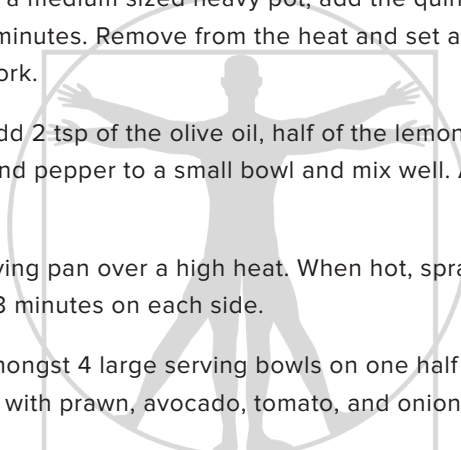 a medium sized heavy pot, add the quin
minutes. Remove from the heat and set a
ork.
dd 2 tsp of the olive oil, half of the lemon
nd pepper to a small bowl and mix well.
ying pan over a high heat. When hot, spra
3 minutes on each side.
mongst 4 large serving bowls on one half
with prawn, avocado, tomato, and onion